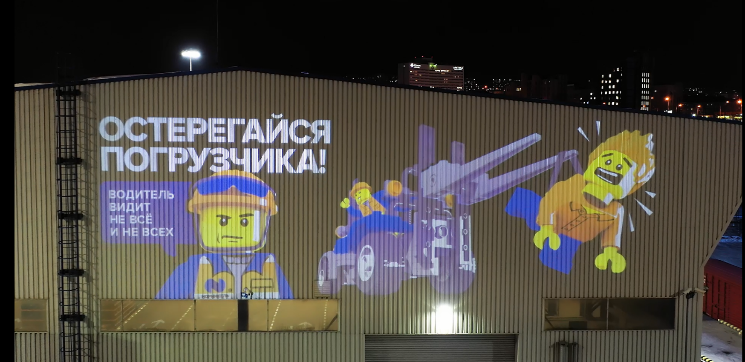 ОСТЕРЕГАЙСЯ
ПОГРУЗЧИКА!
ВОДИТЕЛЬ
ВИДИТ
НЕ ВСЁ
И НЕ ВСЕХ